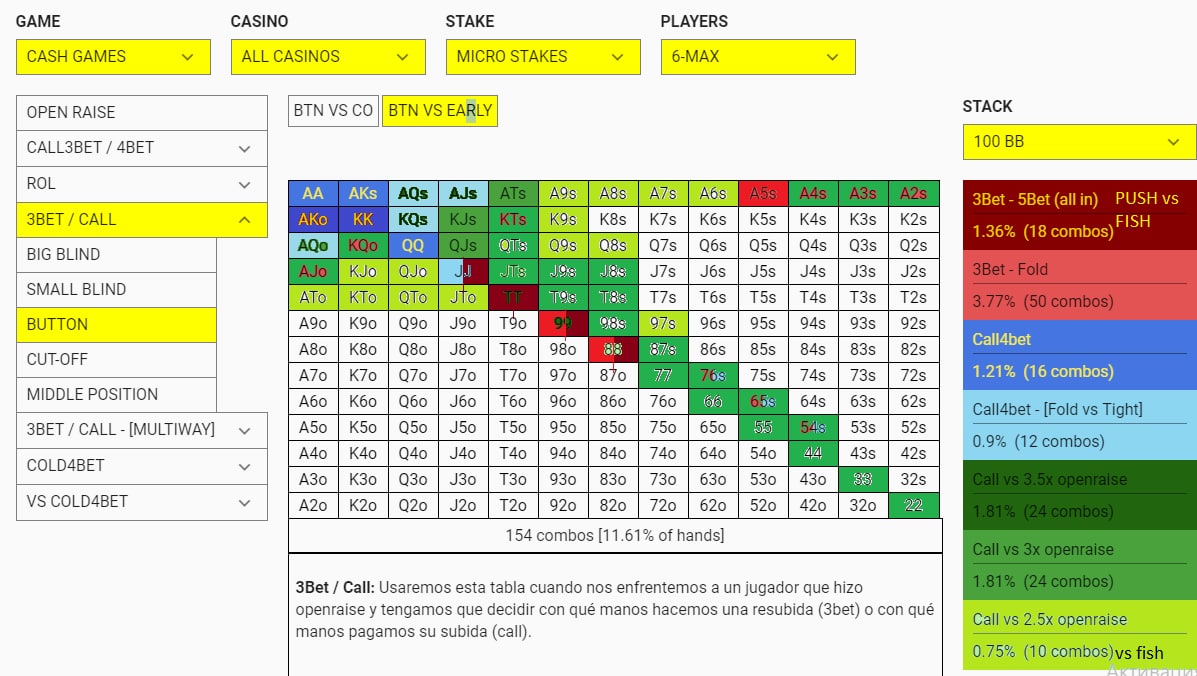 GAME CASINO STAKE PLAYERS
CASH GAMES ALL CASINOS MICRO STAKES 6-MAX
OPEN RAISE
CALL3BET / 4BET
ROL
3BET / CALL
BIG BLIND
SMALL BLIND
BUTTON
CUT-OFF
MIDDLE POSITION
3BET / CALL - [MULTIWAY]
COLD4BET
VS COLD4BET
BTN VS CO BTN VS EARLY
AA AKs AQs AJs ATs A9s A8s A7s A6s A5s A4s A3s A2s
AKo KK KQs KJs KTs K9s K8s K7s K6s K5s K4s K3s K2s
AQo KQo QQ QJs QTs Q9s Q8s Q7s Q6s Q5s Q4s Q3s Q2s
AJo KJo QJo JJ JTs J9s J8s J7s J6s J5s J4s J3s J2s
ATo KTo QTo JTo TT T9s T8s T7s T6s T5s T4s T3s T2s
A9o K9o Q9o J9o T9o 99 98s 97s 96s 95s 94s 93s 92s
A8o K8o Q8o J8o T8o 98o 88 87s 86s 85s 84s 83s 82s
A7o K7o Q7o J7o T7o 97o 87o 77 76s 75s 74s 73s 72s
A6o K6o Q6o J6o T6o 96o 86o 76o 66 65s 64s 63s 62s
A5o K5o Q5o J5o T5o 95o 85o 75o 65o 55 54s 53s 52s
A4o K4o Q4o J4o T4o 94o 84o 74o 64o 54o 44 43s 42s
A3o K3o Q3o J3o T3o 93o 83o 73o 63o 53o 43o 33 32s
A2o K2o Q2o J2o T2o 92o 82o 72o 62o 52o 42o 32o 22
154 combos [11.61% of hands]
3Bet / Call: Usaremos esta tabla cuando nos enfrentemos a un jugador que hizo
openraise y tengamos que decidir con qué manos hacemos una resubida (3bet) o con qué
manos pagamos su subida (call).
STACK
100 BB
3Bet - 5Bet (all in) PUSH vs
FISH
1.36% (18 combos)
3Bet - Fold
3.77% (50 combos)
Call4bet
1.21% (16 combos)
Call4bet - [Fold vs Tight]
0.9% (12 combos)
Call vs 3.5x openraise
1.81% (24 combos)
Call vs 3x openraise
1.81% (24 combos)
Call vs 2.5x openraise
0.75% (10 combos) vs fish